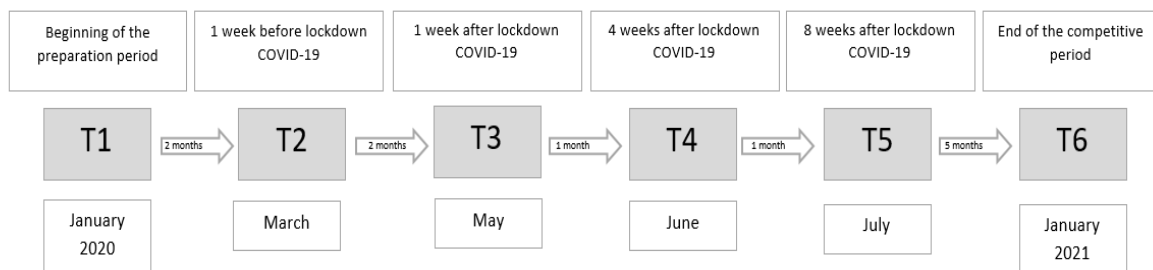 Beginning of the
preparation period
1 week before lockdown
COVID-19
1 week after lockdown
COVID-19
4 weeks after lockdown
COVID-19
8 weeks after lockdown
COVID-19
End of the competitive
period
T1
2 months
T2
2 months
T3
1 month
T4
1 month
T5
5 months
T6
January
2020
March
May
June
July
January
2021